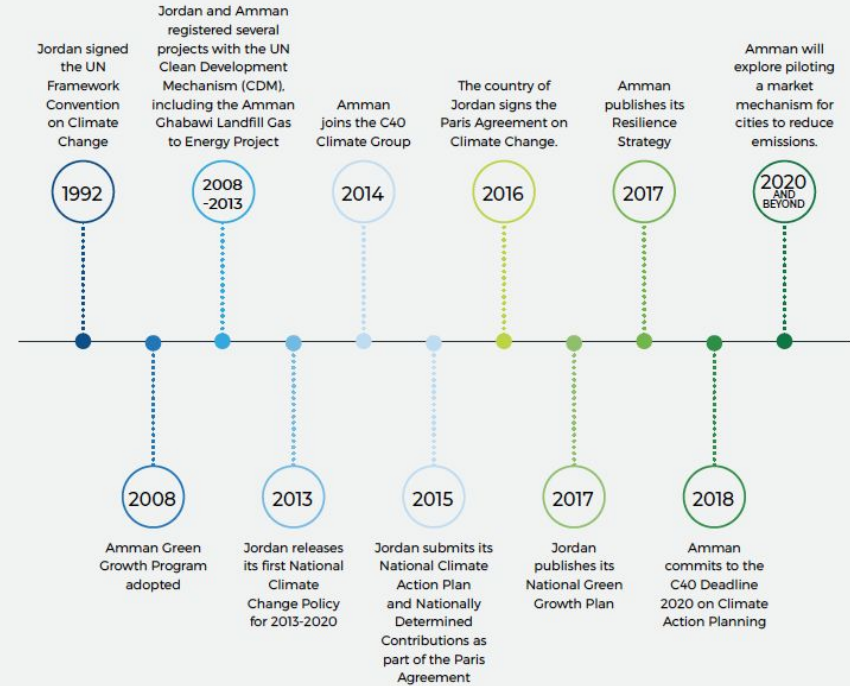 Jordan signed
the UN
Framework
Convention
on Climate
Change
1992
Amman Green
Growth Program
adopted
2008
Jordan and Amman
registered several
projects with the UN
Clean Development
Mechanism (CDM),
including the Amman
Ghabawi Landfill Gas
to Energy Project
2008
-2013
2013
Jordan releases
its first National
Climate
Change Policy
for 2013-2020
Amman
joins the C40
Climate Group
2014
2015
Jordan submits its
National Climate
Action Plan
and Nationally
Determined
Contributions as
part of the Paris
Agreement
The country of
Jordan signs the
Paris Agreement on
Climate Change.
2016
2017
Jordan
publishes its
National Green
Growth Plan
Amman
publishes its
Resilience
Strategy
2017
2018
Amman
commits to the
C40 Deadline
2020 on Climate
Action Planning
Amman will
explore piloting
a market
mechanism for
cities to reduce
emissions.
2020
AND
BEYOND